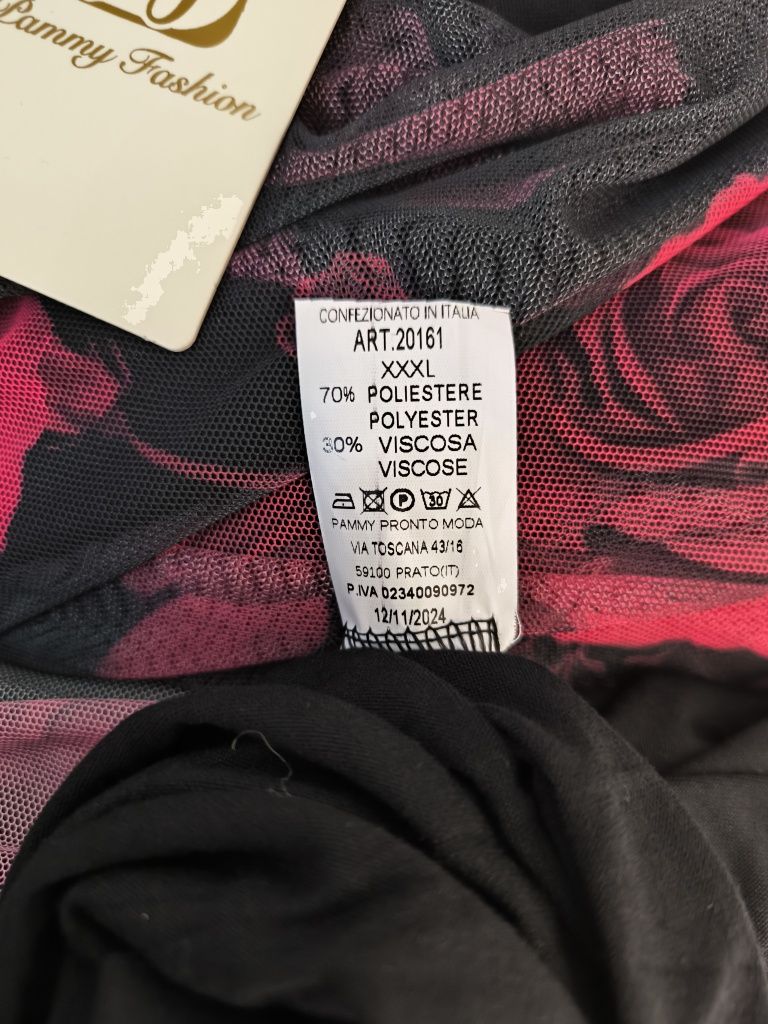 Pammy Fashion
CONFEZIONATO IN ITALIA
ART.20161
XXXL
70% POLIESTERE
POLYESTER
30% VISCOSA
VISCOSE
P 30
PAMMY PRONTO MODA
VIA TOSCANA 43/16
59100 PRATO(IT)
P.IVA 02340090972
12/11/2024